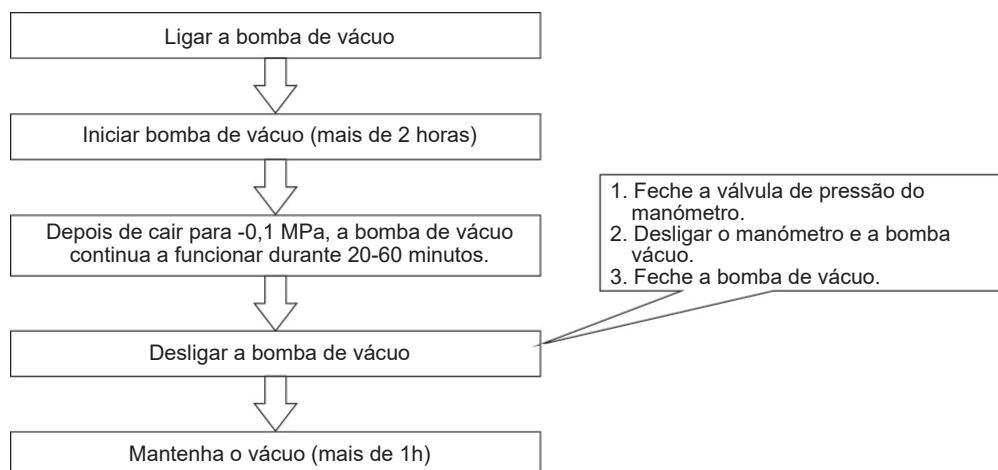 Ligar a bomba de vácuo
Iniciar bomba de vácuo (mais de 2 horas)
Depois de cair para -0,1 MPa, a bomba de vácuo
continua a funcionar durante 20-60 minutos.
1. Feche a válvula de pressão do
manómetro.
2. Desligar o manómetro e a bomba
vácuo.
3. Feche a bomba de vácuo.
Desligar a bomba de vácuo
Mantenha o vácuo (mais de 1h)